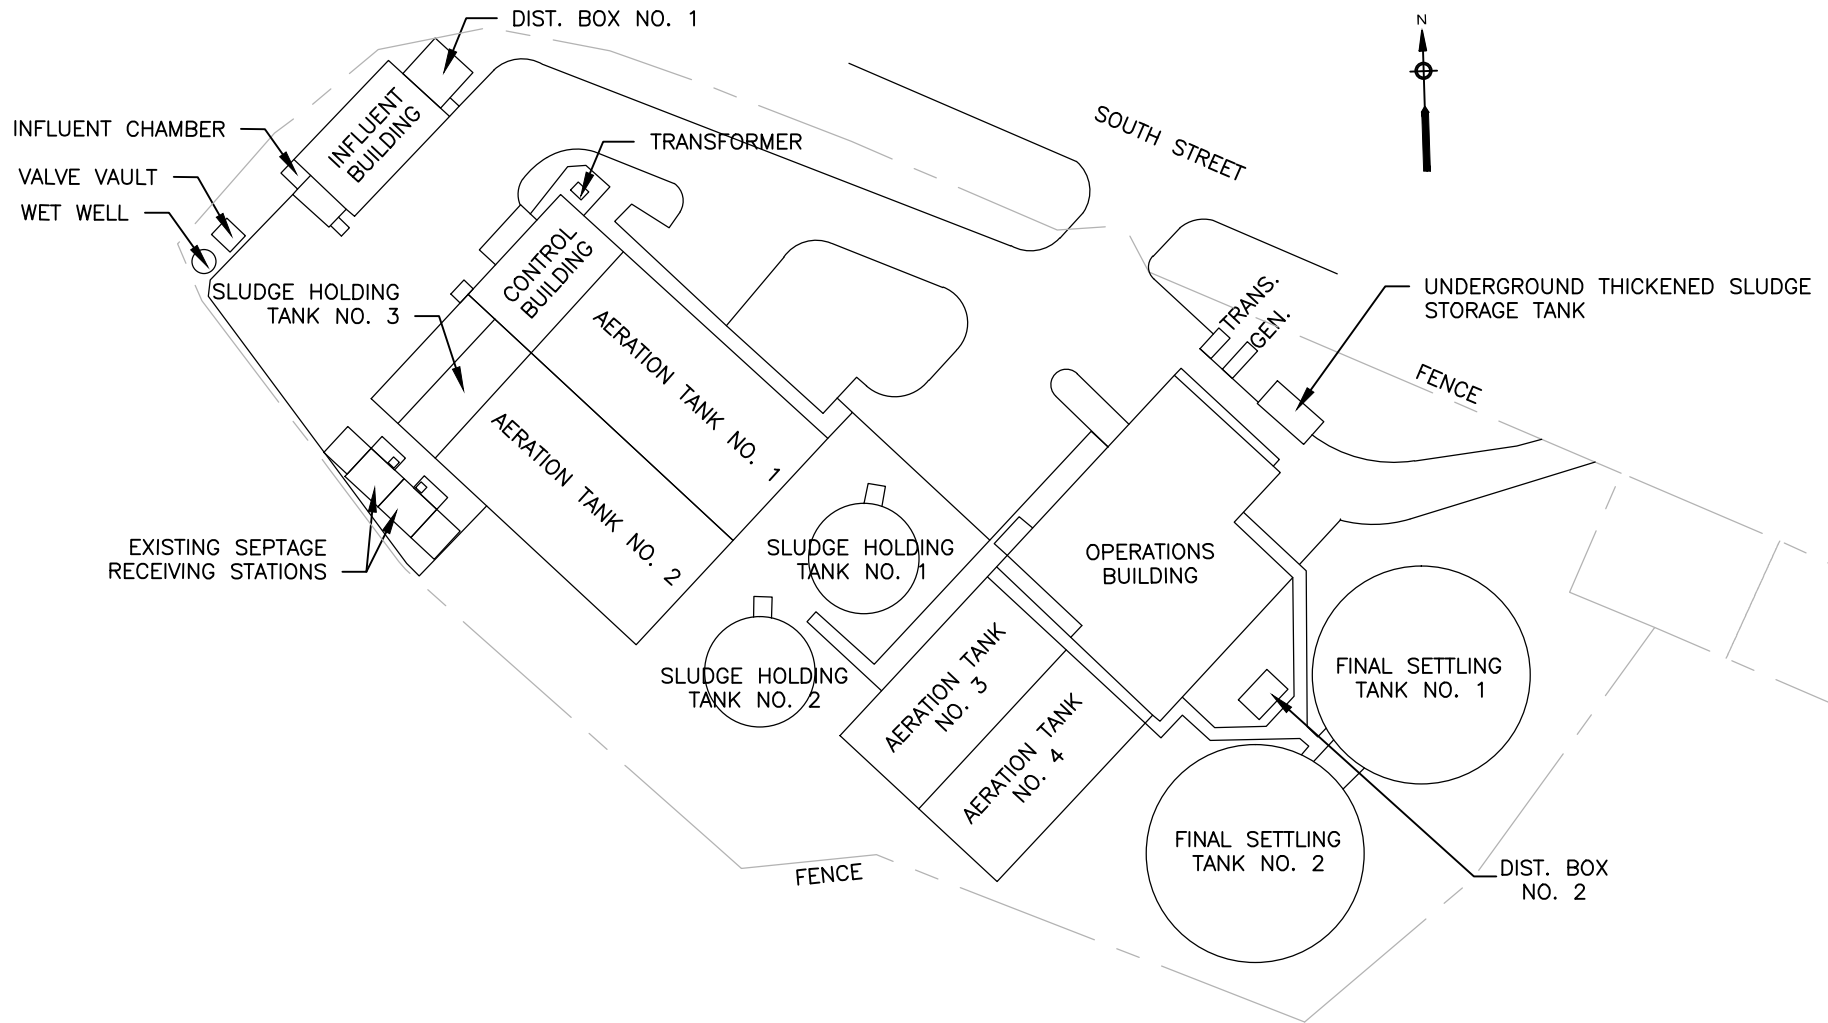 DIST. BOX NO. 1
N
INFLUENT
BUILDING
INFLUENT CHAMBER
TRANSFORMER
SOUTH STREET
VALVE VAULT
WET WELL
CONTROL
BUILDING
SLUDGE HOLDING
TANK NO. 3
TRANS.
GEN.
UNDERGROUND THICKENED SLUDGE
STORAGE TANK
FENCE
AERATION TANK NO. 1
AERATION TANK NO. 2
EXISTING SEPTAGE
RECEIVING STATIONS
SLUDGE HOLDING
TANK NO. 1
OPERATIONS
BUILDING
SLUDGE HOLDING
TANK NO. 2
AERATION TANK
NO. 3
AERATION TANK
NO. 4
FINAL SETTLING
TANK NO. 1
FINAL SETTLING
TANK NO. 2
DIST. BOX
NO. 2
FENCE